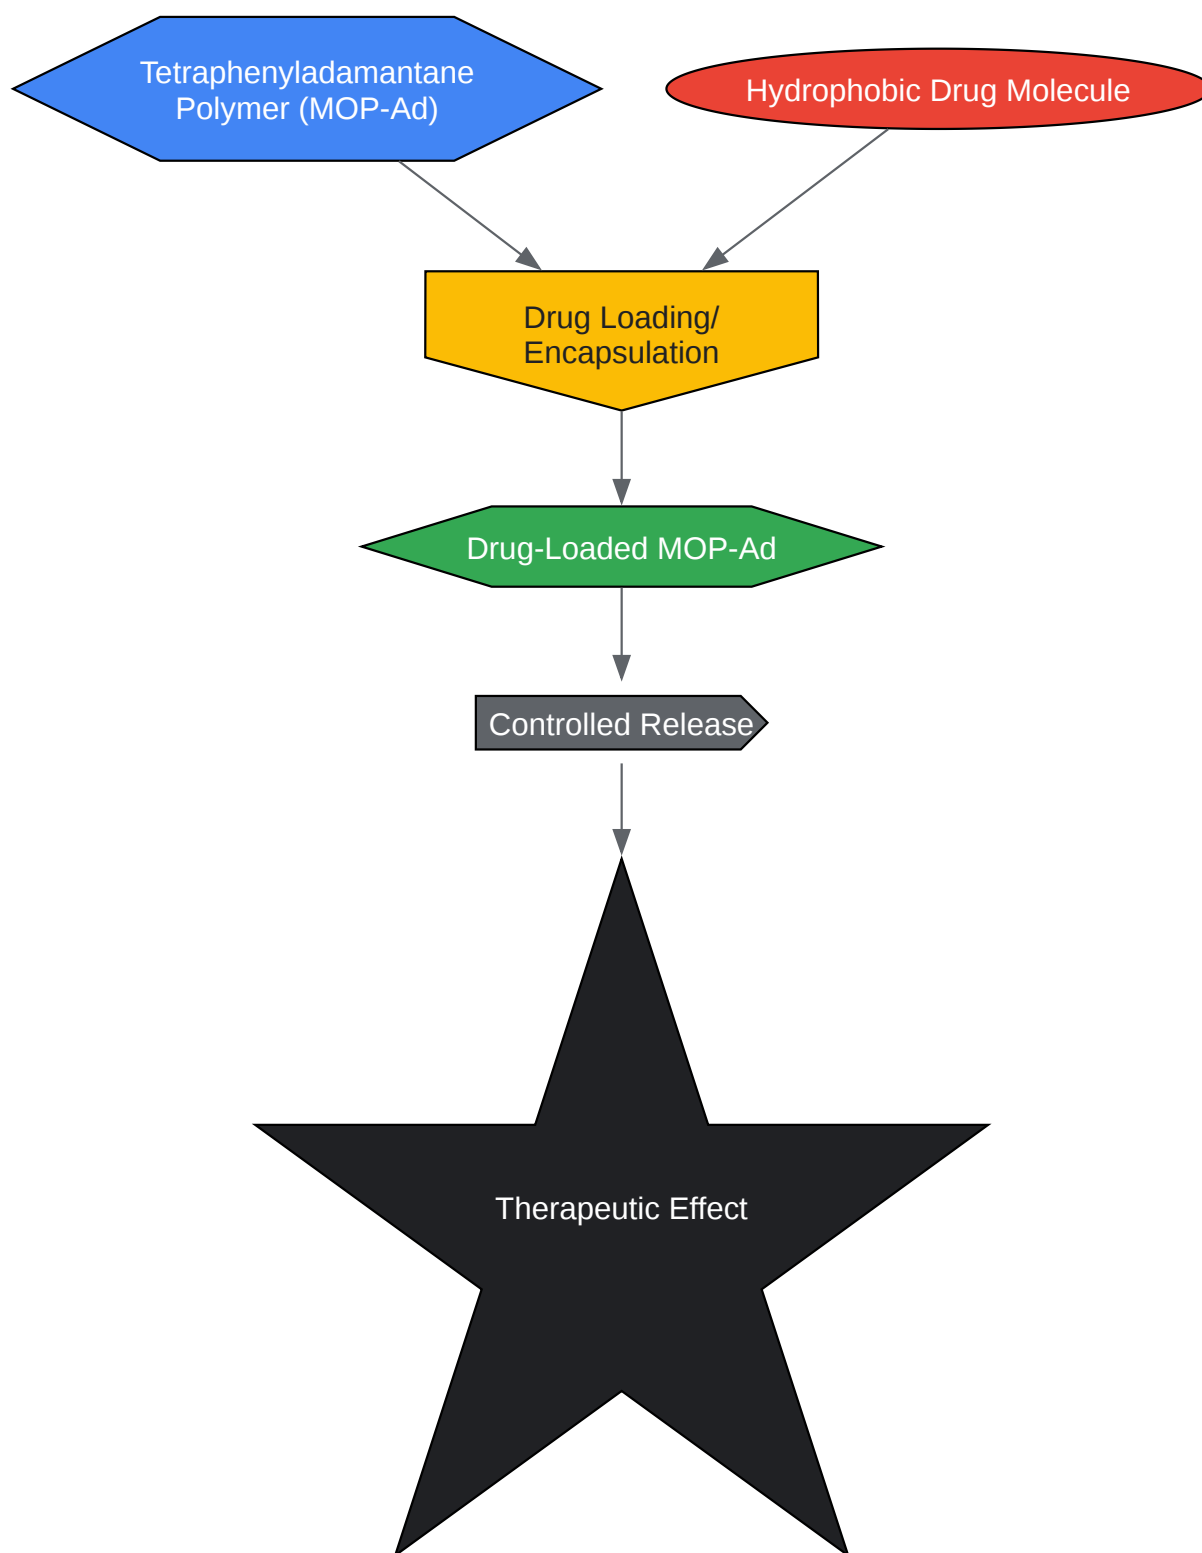 Tetraphenyladamantane
Polymer (MOP-Ad)
Hydrophobic Drug Molecule
Drug Loading/
Encapsulation
Drug-Loaded MOP-Ad
Controlled Release
Therapeutic Effect